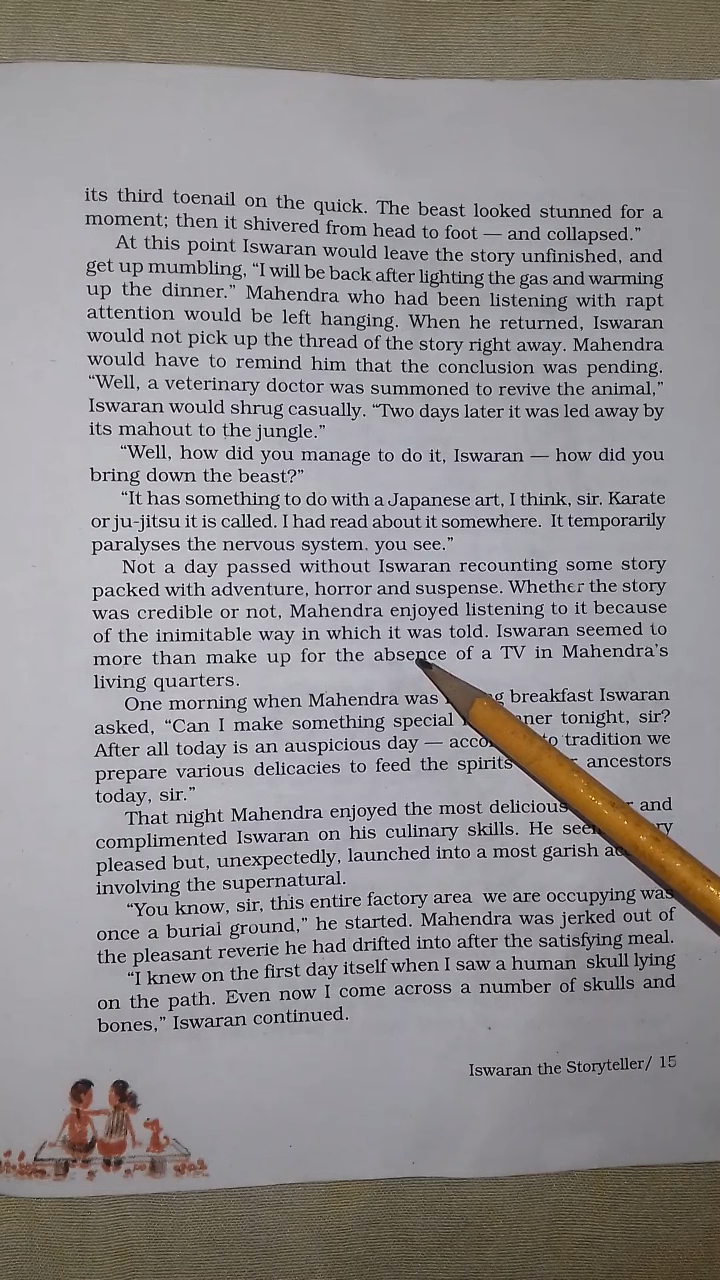 its third toenail on the quick. The beast looked stunned for a
moment; then it shivered from head to foot — and collapsed.”
At this point Iswaran would leave the story unfinished, and
get up mumbling, “I will be back after lighting the gas and warming
up the dinner.” Mahendra who had been listening with rapt
attention would be left hanging. When he returned, Iswaran
would not pick up the thread of the story right away. Mahendra
would have to remind him that the conclusion was pending.
“Well, a veterinary doctor was summoned to revive the animal,”
Iswaran would shrug casually. “Two days later it was led away by
its mahout to the jungle.”
“Well, how did you manage to do it, Iswaran — how did you
bring down the beast?”
“It has something to do with a Japanese art, I think, sir. Karate
or ju-jitsu it is called. I had read about it somewhere. It temporarily
paralyses the nervous system, you see.”
Not a day passed without Iswaran recounting some story
packed with adventure, horror and suspense. Whether the story
was credible or not, Mahendra enjoyed listening to it because
of the inimitable way in which it was told. Iswaran seemed to
more than make up for the absence of a TV in Mahendra’s
living quarters.
One morning when Mahendra was breakfast Iswaran
asked, “Can I make something special tonight, sir?
After all today is an auspicious day — to tradition we
prepare various delicacies to feed the spirits ancestors
today, sir.”
That night Mahendra enjoyed the most delicious and
complimented Iswaran on his culinary skills. He
pleased but, unexpectedly, launched into a most garish
involving the supernatural.
“You know, sir, this entire factory area we are occupying was
once a burial ground,” he started. Mahendra was jerked out of
the pleasant reverie he had drifted into after the satisfying meal.
“I knew on the first day itself when I saw a human skull lying
on the path. Even now I come across a number of skulls and
bones,” Iswaran continued.
Iswaran the Storyteller/ 15